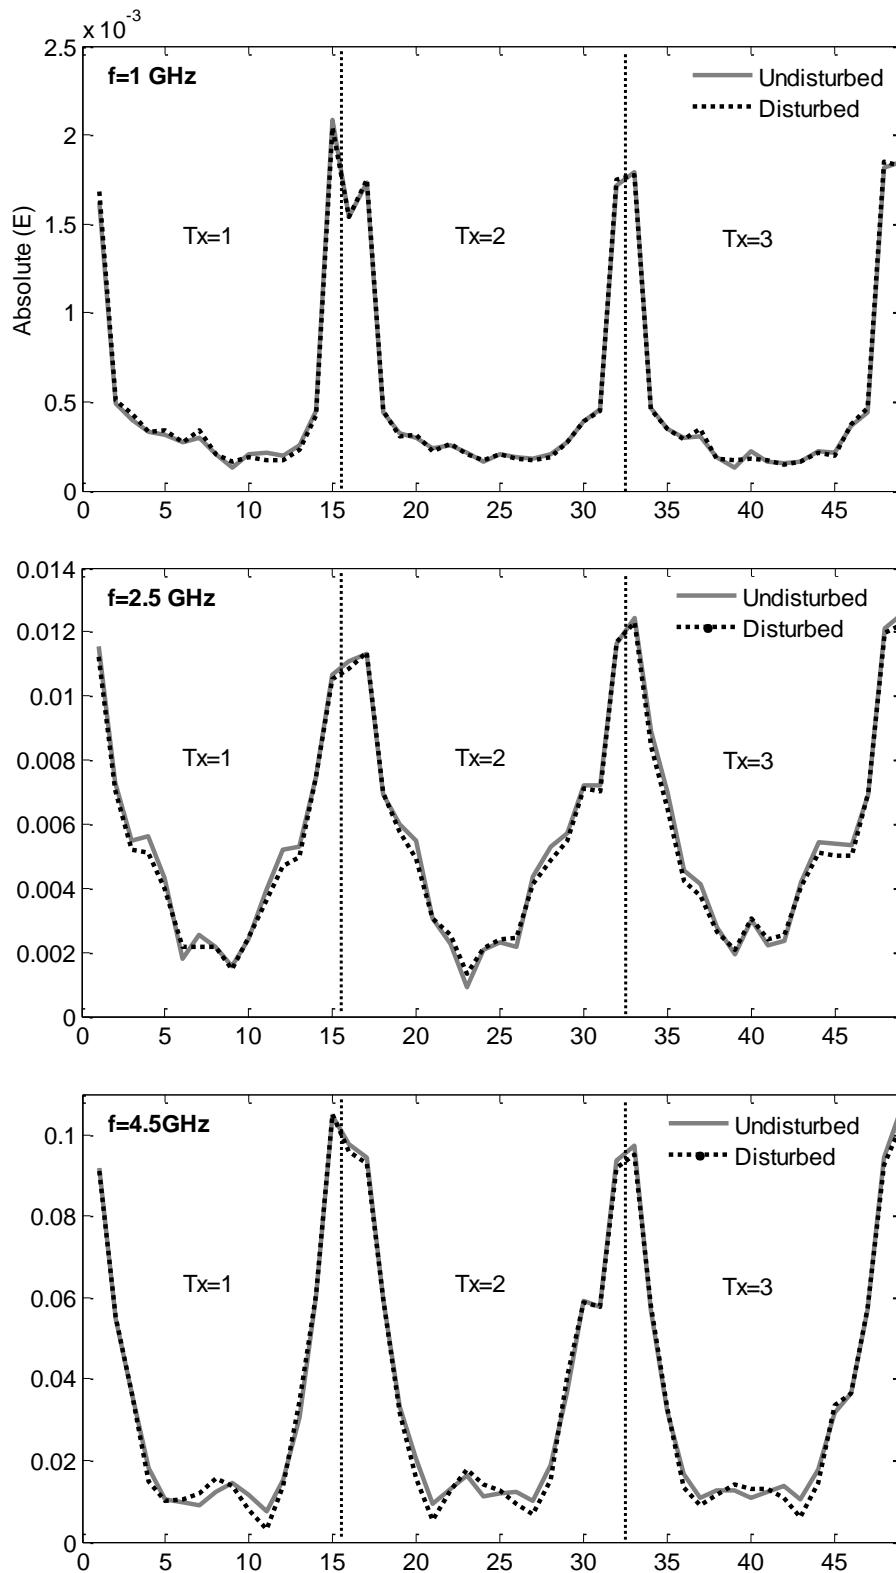 x 10-3
2.5
2
1.5
1
0.5
0
Absolute (E)
f=1 GHz
Undisturbed
Disturbed
Tx=1
Tx=2
Tx=3
0 5 10 15 20 25 30 35 40 45
0.014
0.012
0.01
0.008
0.006
0.004
0.002
0
f=2.5 GHz
Undisturbed
Disturbed
Tx=1
Tx=2
Tx=3
0 5 10 15 20 25 30 35 40 45
0.1
0.08
0.06
0.04
0.02
0
f=4.5GHz
Undisturbed
Disturbed
Tx=1
Tx=2
Tx=3
0 5 10 15 20 25 30 35 40 45